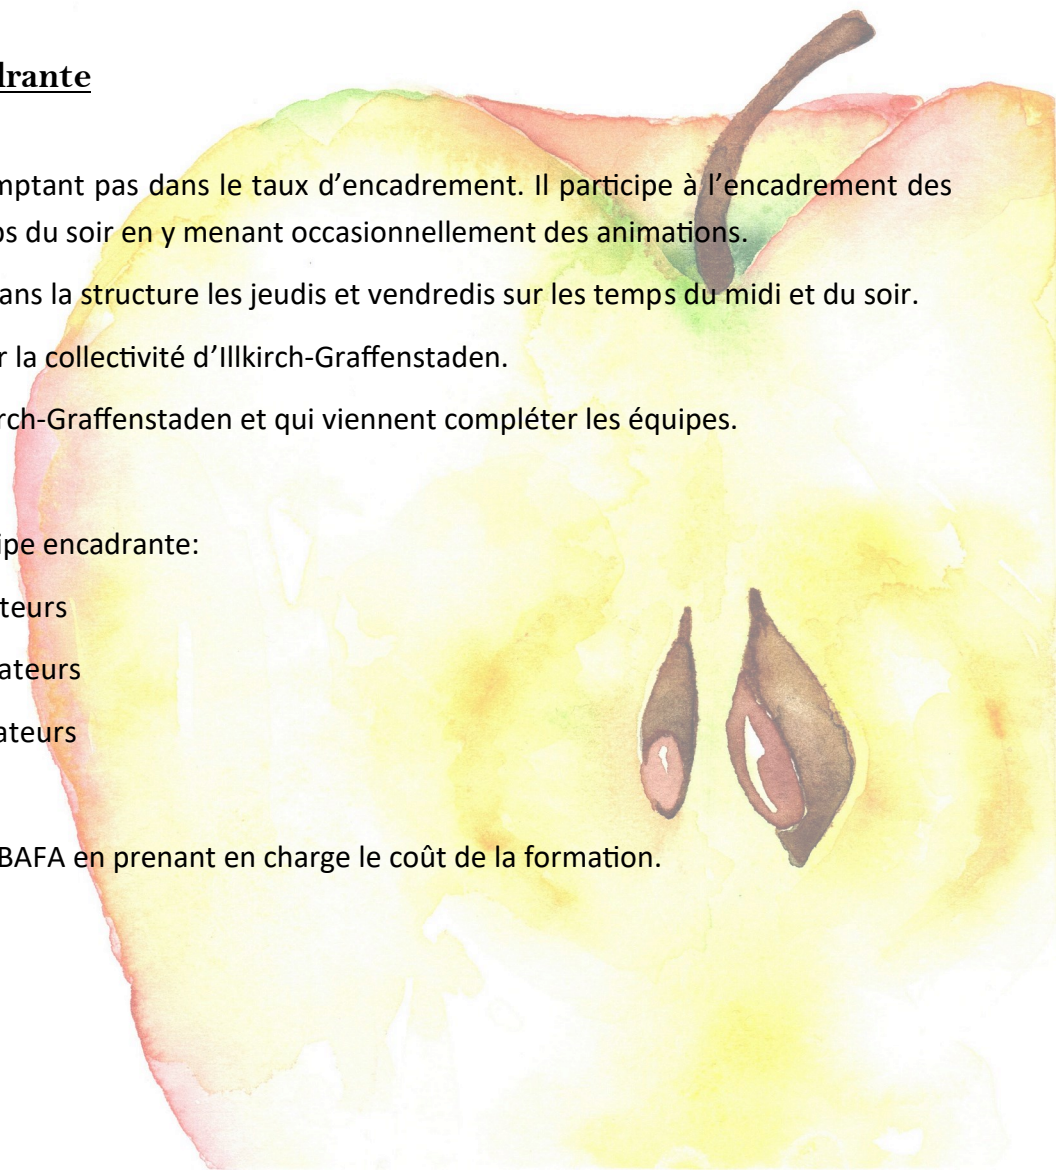 drante
mptant pas dans le taux d’encadrement. Il participe à l’encadrement des
ps du soir en y menant occasionnellement des animations.
ans la structure les jeudis et vendredis sur les temps du midi et du soir.
r la collectivité d’Illkirch-Graffenstaden.
rch-Graffenstaden et qui viennent compléter les équipes.
ipe encadrante:
teurs
ateurs
ateurs
BAFA en prenant en charge le coût de la formation.